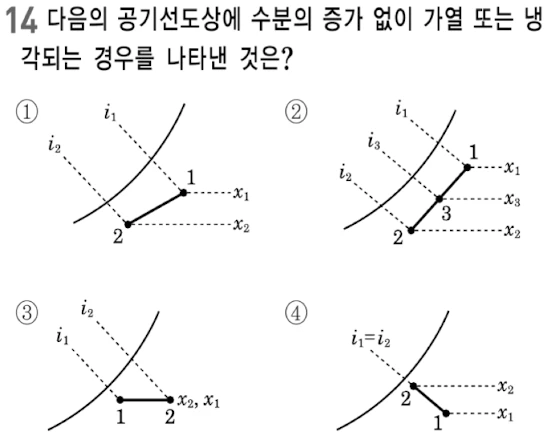 14 다음의 공기선도상에 수분의 증가 없이 가열 또는 냉
각되는 경우를 나타낸 것은?
① i₁ i₂ 1 x₁ 2 x₂
② i₁ i₃ i₂ 1 x₁ 3 x₃ 2 x₂
③ i₂ i₁ 1 2 x₂, x₁
④ i₁=i₂ 2 x₂ 1 x₁